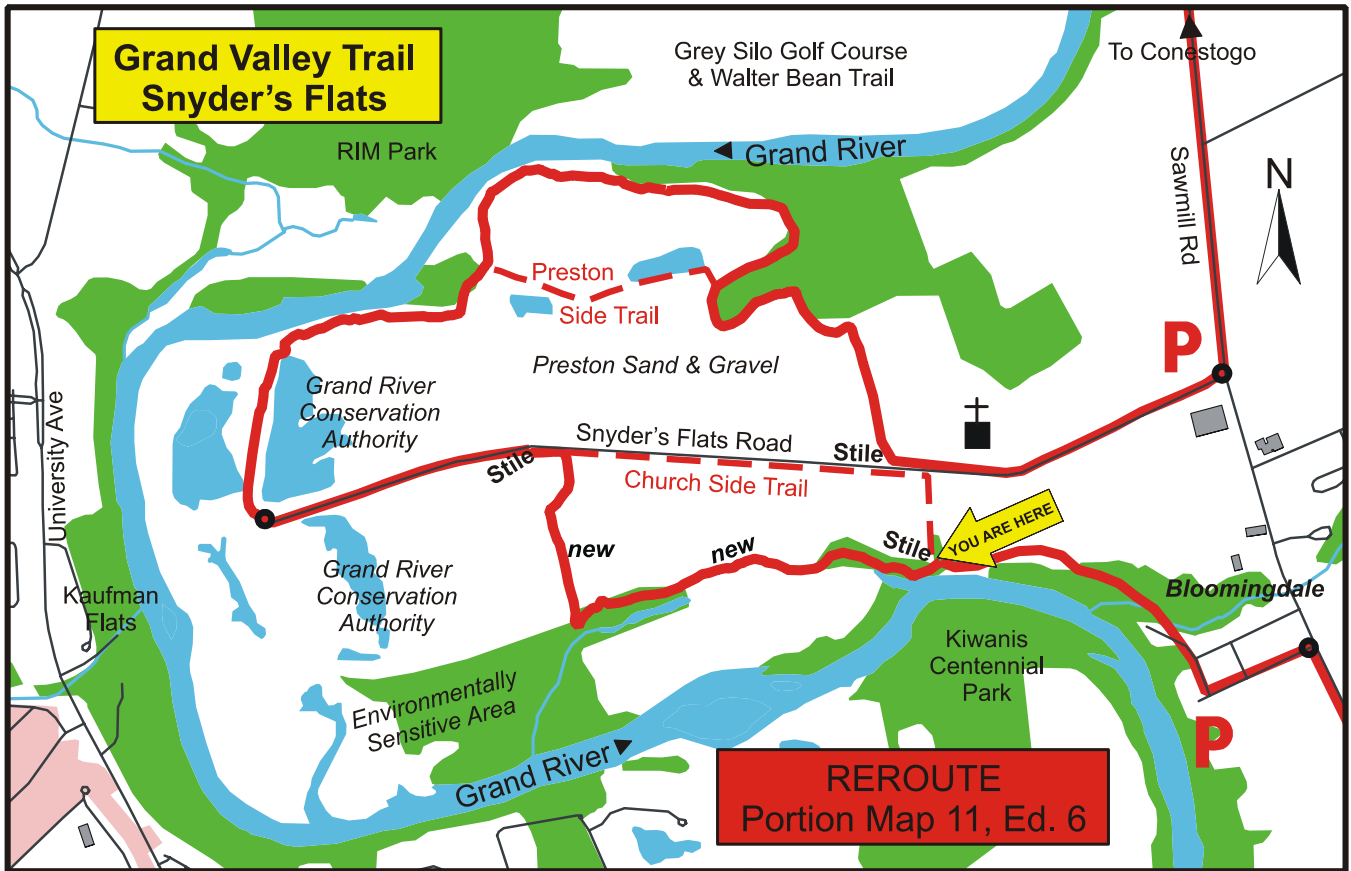 Grand Valley Trail
Snyder's Flats
Grey Silo Golf Course
& Walter Bean Trail
To Conestogo
RIM Park
Grand River
Sawmill Rd
N
Preston
Side Trail
P
Preston Sand & Gravel
Grand River
Conservation
Authority
University Ave
Snyder's Flats Road
Stile
Stile
Church Side Trail
YOU ARE HERE
new
new
Stile
Grand River
Conservation
Authority
Kaufman
Flats
Bloomingdale
Kiwanis
Centennial
Park
Environmentally
Sensitive Area
P
Grand River
REROUTE
Portion Map 11, Ed. 6